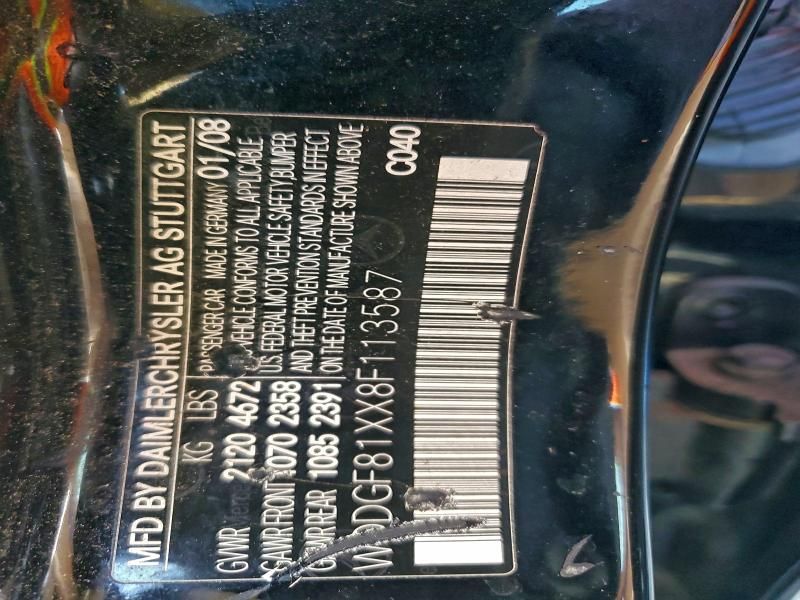 MFD BY DAIMLERCHRYSLER AG STUTTGART
KG LBS PASSENGER CAR MADE IN GERMANY 01/08
GVWR 2120 4672 VEHICLE CONFORMS TO ALL APPLICABLE
GAWR FRONT 1070 2358 U.S. FEDERAL MOTOR VEHICLE SAFETY BUMPER
GAWR REAR 1085 2391 AND THEFT PREVENTION STANDARDS IN EFFECT
ON THE DATE OF MANUFACTURE SHOWN ABOVE
DGF81XX8F113587 C040